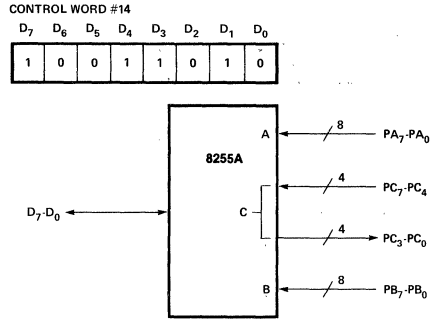 CONTROL WORD #14
D7 D6 D5 D4 D3 D2 D1 D0
1 0 0 1 1 0 1 0
8255A
A
8
PA7-PA0
4
PC7-PC4
C
D7-D0
4
PC3-PC0
B
8
PB7-PB0